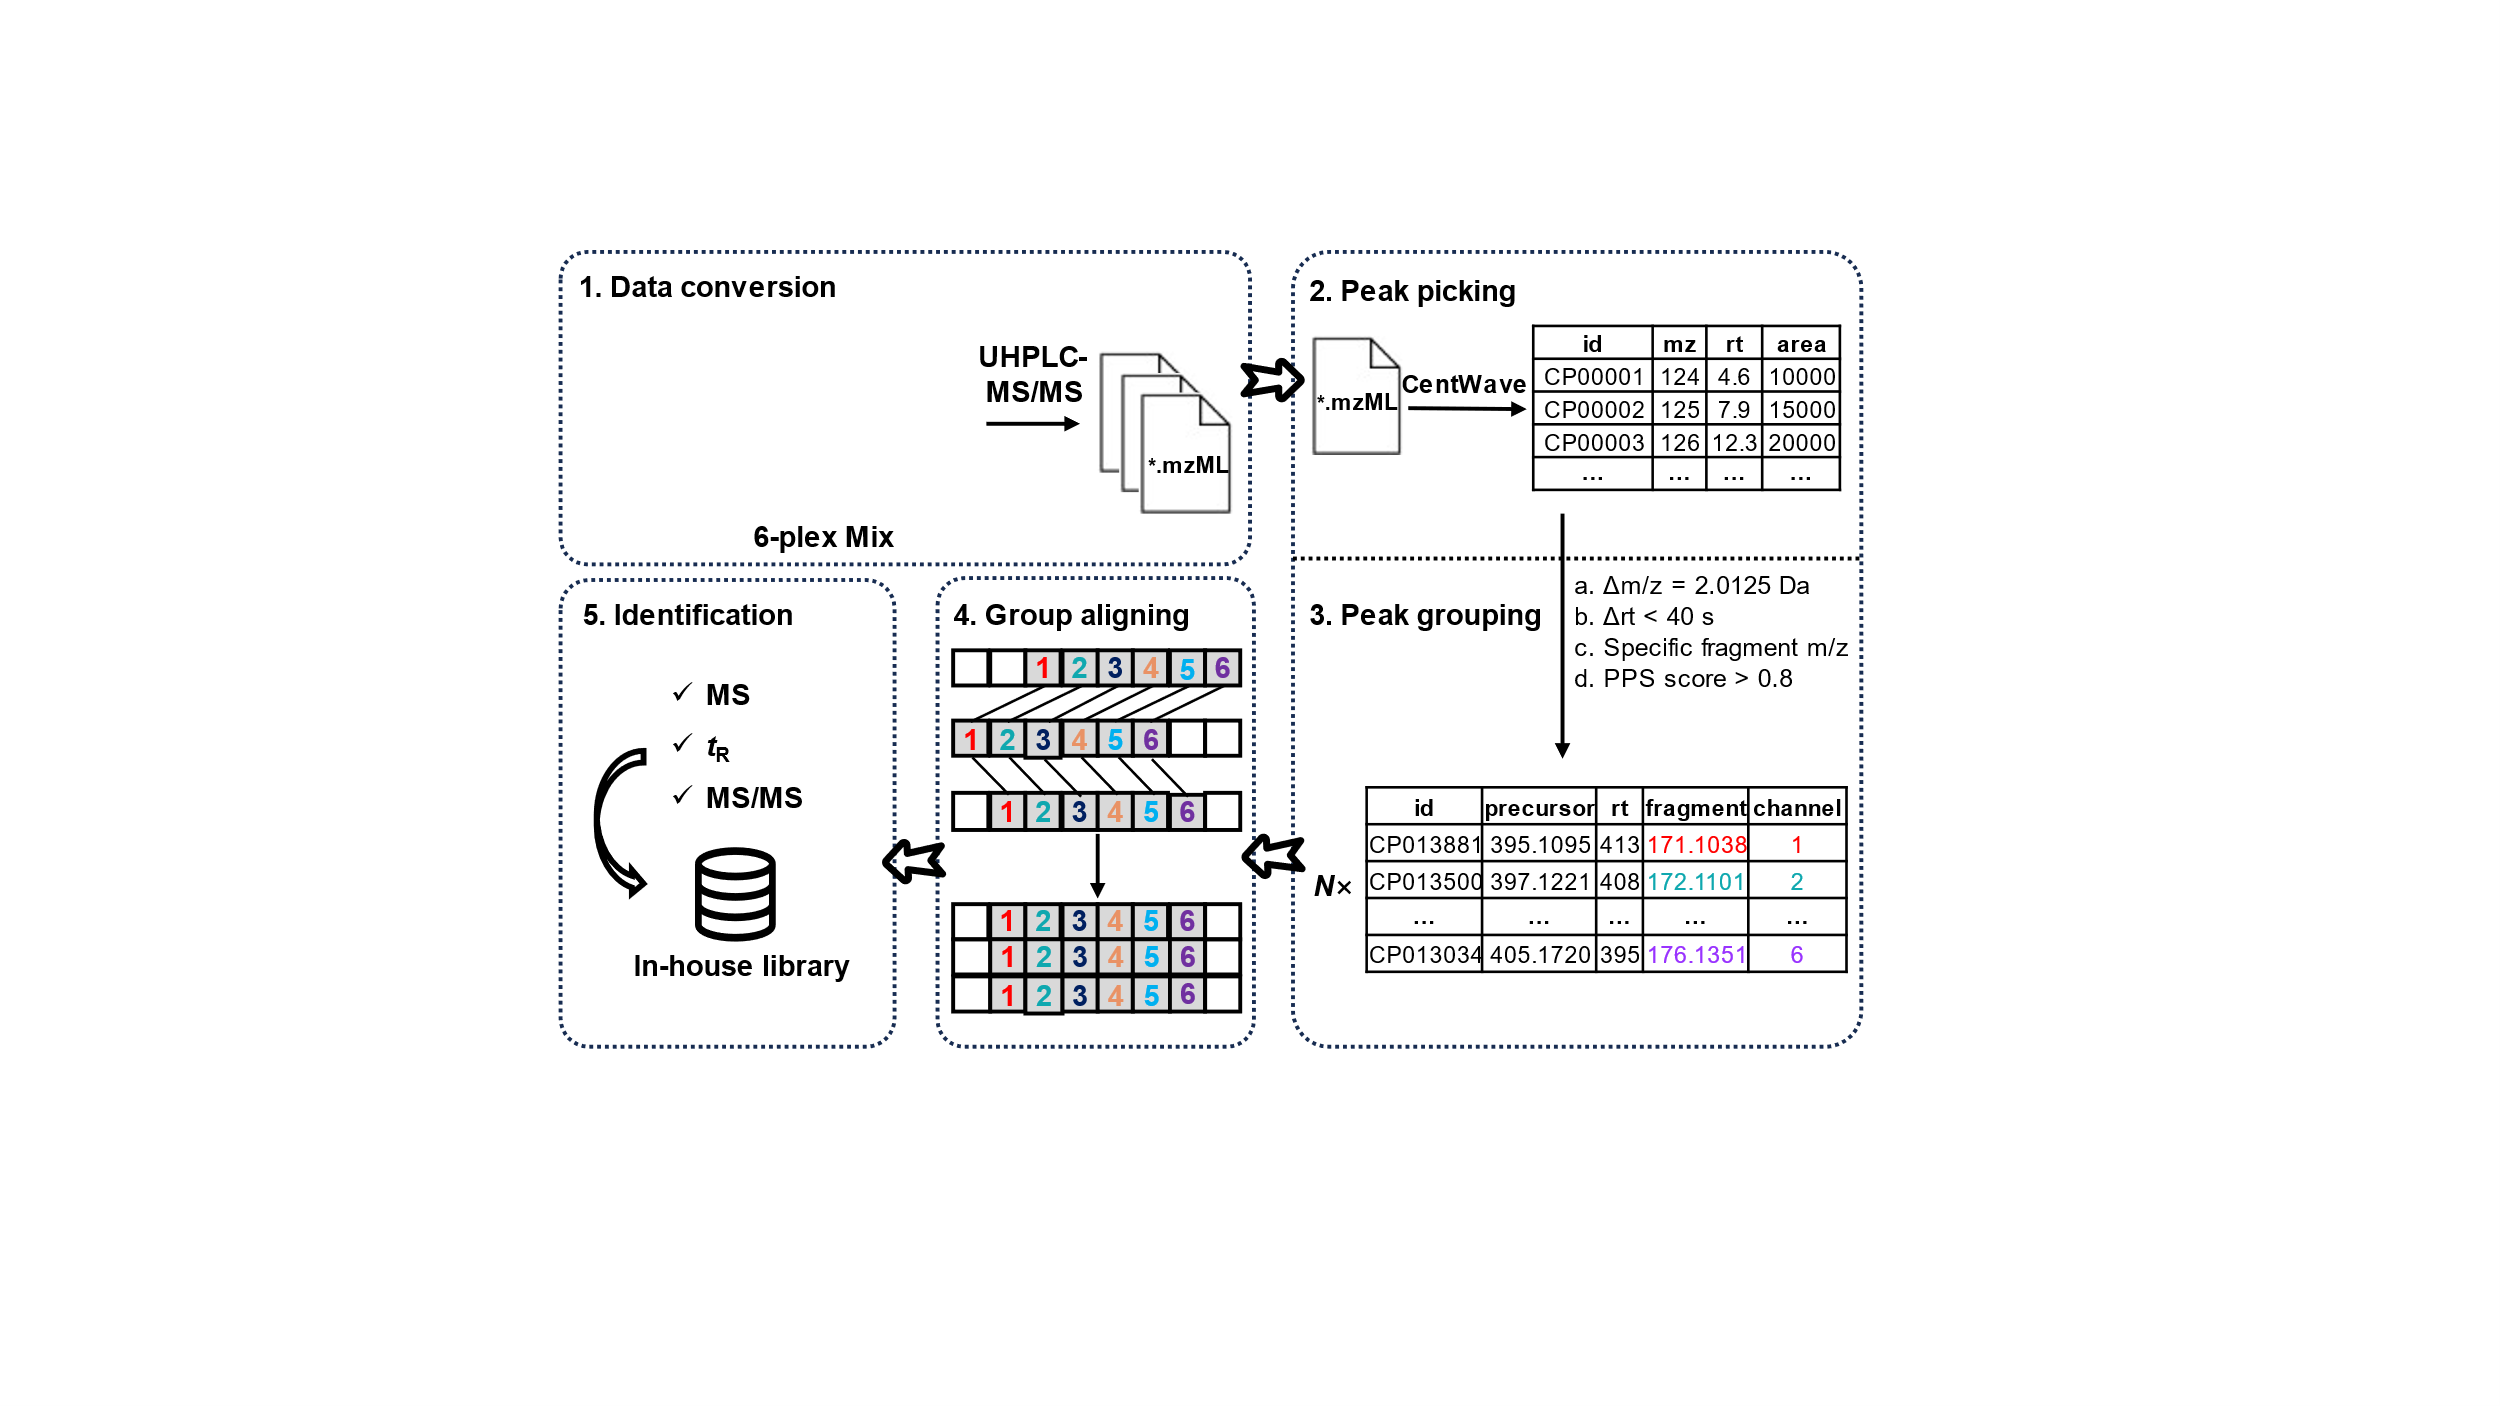 1. Data conversion
UHPLC-
MS/MS
*.mzML
6-plex Mix
2. Peak picking
*.mzML
CentWave
id mz rt area
CP00001 124 4.6 10000
CP00002 125 7.9 15000
CP00003 126 12.3 20000
... ... ... ...
3. Peak grouping
a. Δm/z = 2.0125 Da
b. Δrt < 40 s
c. Specific fragment m/z
d. PPS score > 0.8
N×
id precursor rt fragment channel
CP013881 395.1095 413 171.1038 1
CP013500 397.1221 408 172.1101 2
... ... ... ... ...
CP013034 405.1720 395 176.1351 6
4. Group aligning
1 2 3 4 5 6
1 2 3 4 5 6
1 2 3 4 5 6
1 2 3 4 5 6
1 2 3 4 5 6
1 2 3 4 5 6
5. Identification
✓ MS
✓ tR
✓ MS/MS
In-house library